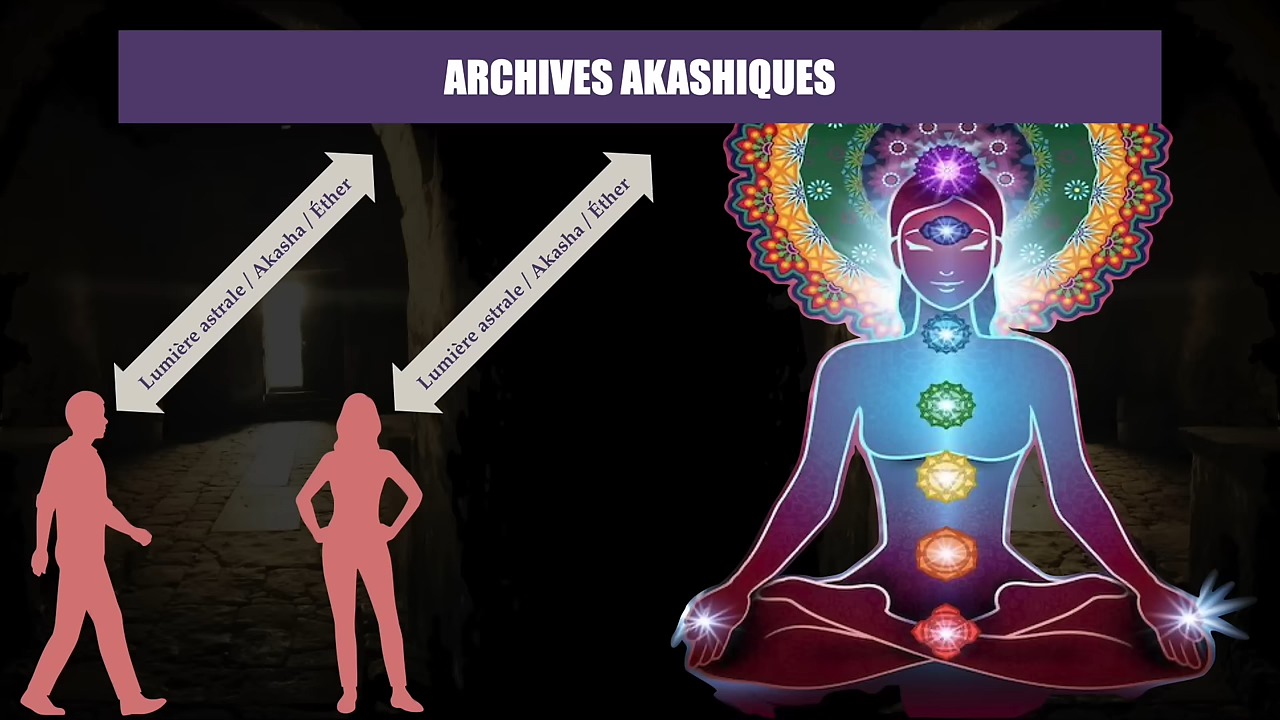 ARCHIVES AKASHIQUES
Lumière astrale / Akasha / Éther
Lumière astrale / Akasha / Éther